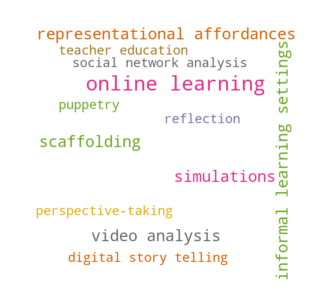 representational affordances
teacher education
social network analysis
online learning
puppetry
reflection
scaffolding
simulations
informal learning settings
perspective-taking
video analysis
digital story telling